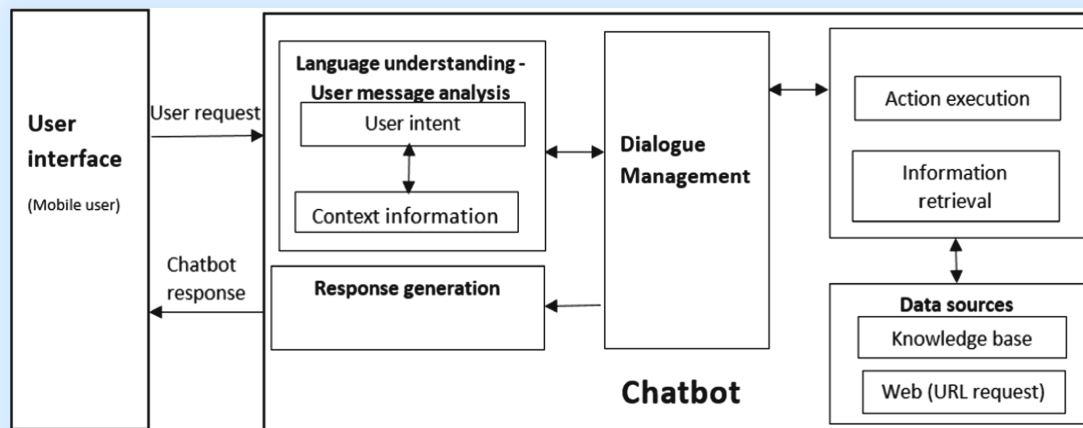 User
interface
(Mobile user)
User request
Chatbot
response
Language understanding -
User message analysis
User intent
Context information
Response generation
Dialogue
Management
Action execution
Information
retrieval
Data sources
Knowledge base
Web (URL request)
Chatbot